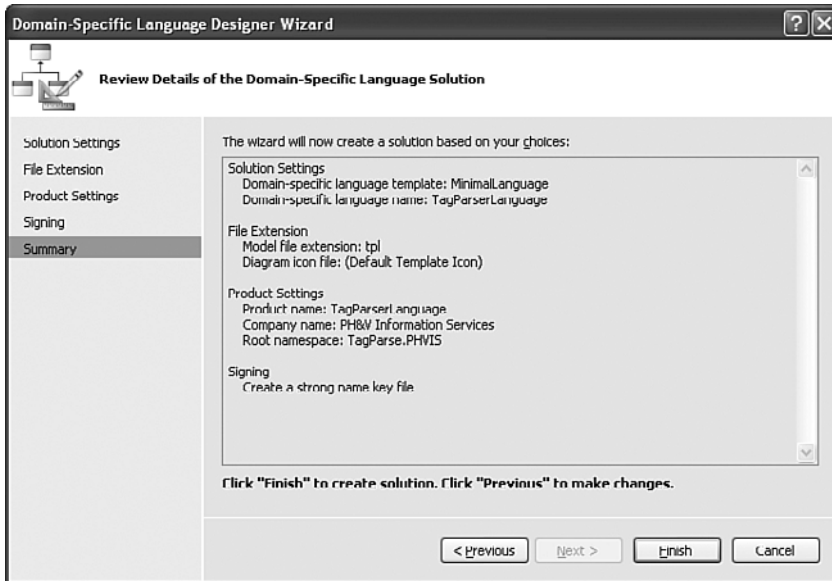 Domain-Specific Language Designer Wizard
Review Details of the Domain-Specific Language Solution
Solution Settings
File Extension
Product Settings
Signing
Summary
The wizard will now create a solution based on your choices:
Solution Settings
Domain-specific language template: MinimalLanguage
Domain-specific language name: TagParserLanguage
File Extension
Model file extension: tpl
Diagram icon file: (Default Template Icon)
Product Settings
Product name: TagParserLanguage
Company name: PH&V Information Services
Root namespace: TagParse.PHVIS
Signing
Create a strong name key file
Click "Finish" to create solution. Click "Previous" to make changes.
< Previous
Next >
Finish
Cancel